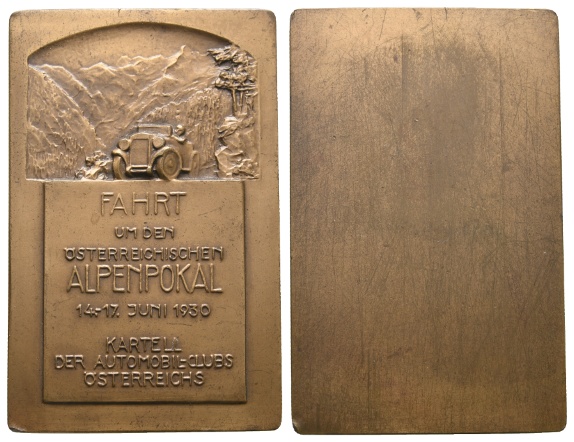 FAHRT
UM DEN
ÖSTERREICHISCHEN
ALPENPOKAL
14.-17. JUNI 1930
KARTELL
DER AUTOMOBIL-CLUBS
ÖSTERREICHS